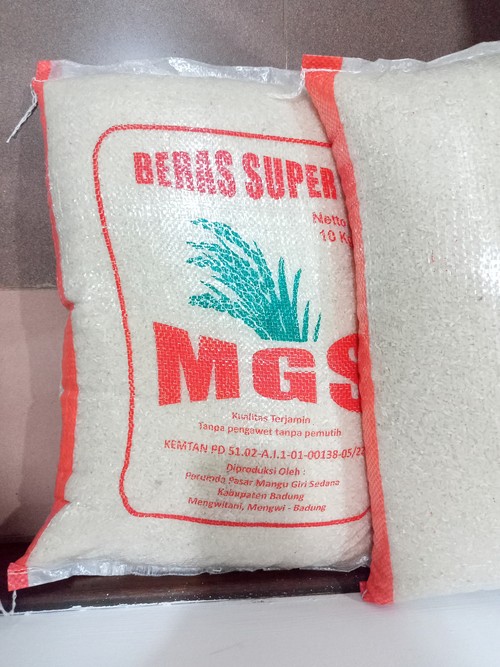 BERAS SUPER
Netto
10 Kg
MGS
Kualitas Terjamin
Tanpa pengawet tanpa pemutih
KEMTAN PD 51.02-A.I.1-01-00138-05/22
Diproduksi Oleh :
Perumda Pasar Mangu Giri Sedana
Kabupaten Badung
Mengwitani, Mengwi - Badung